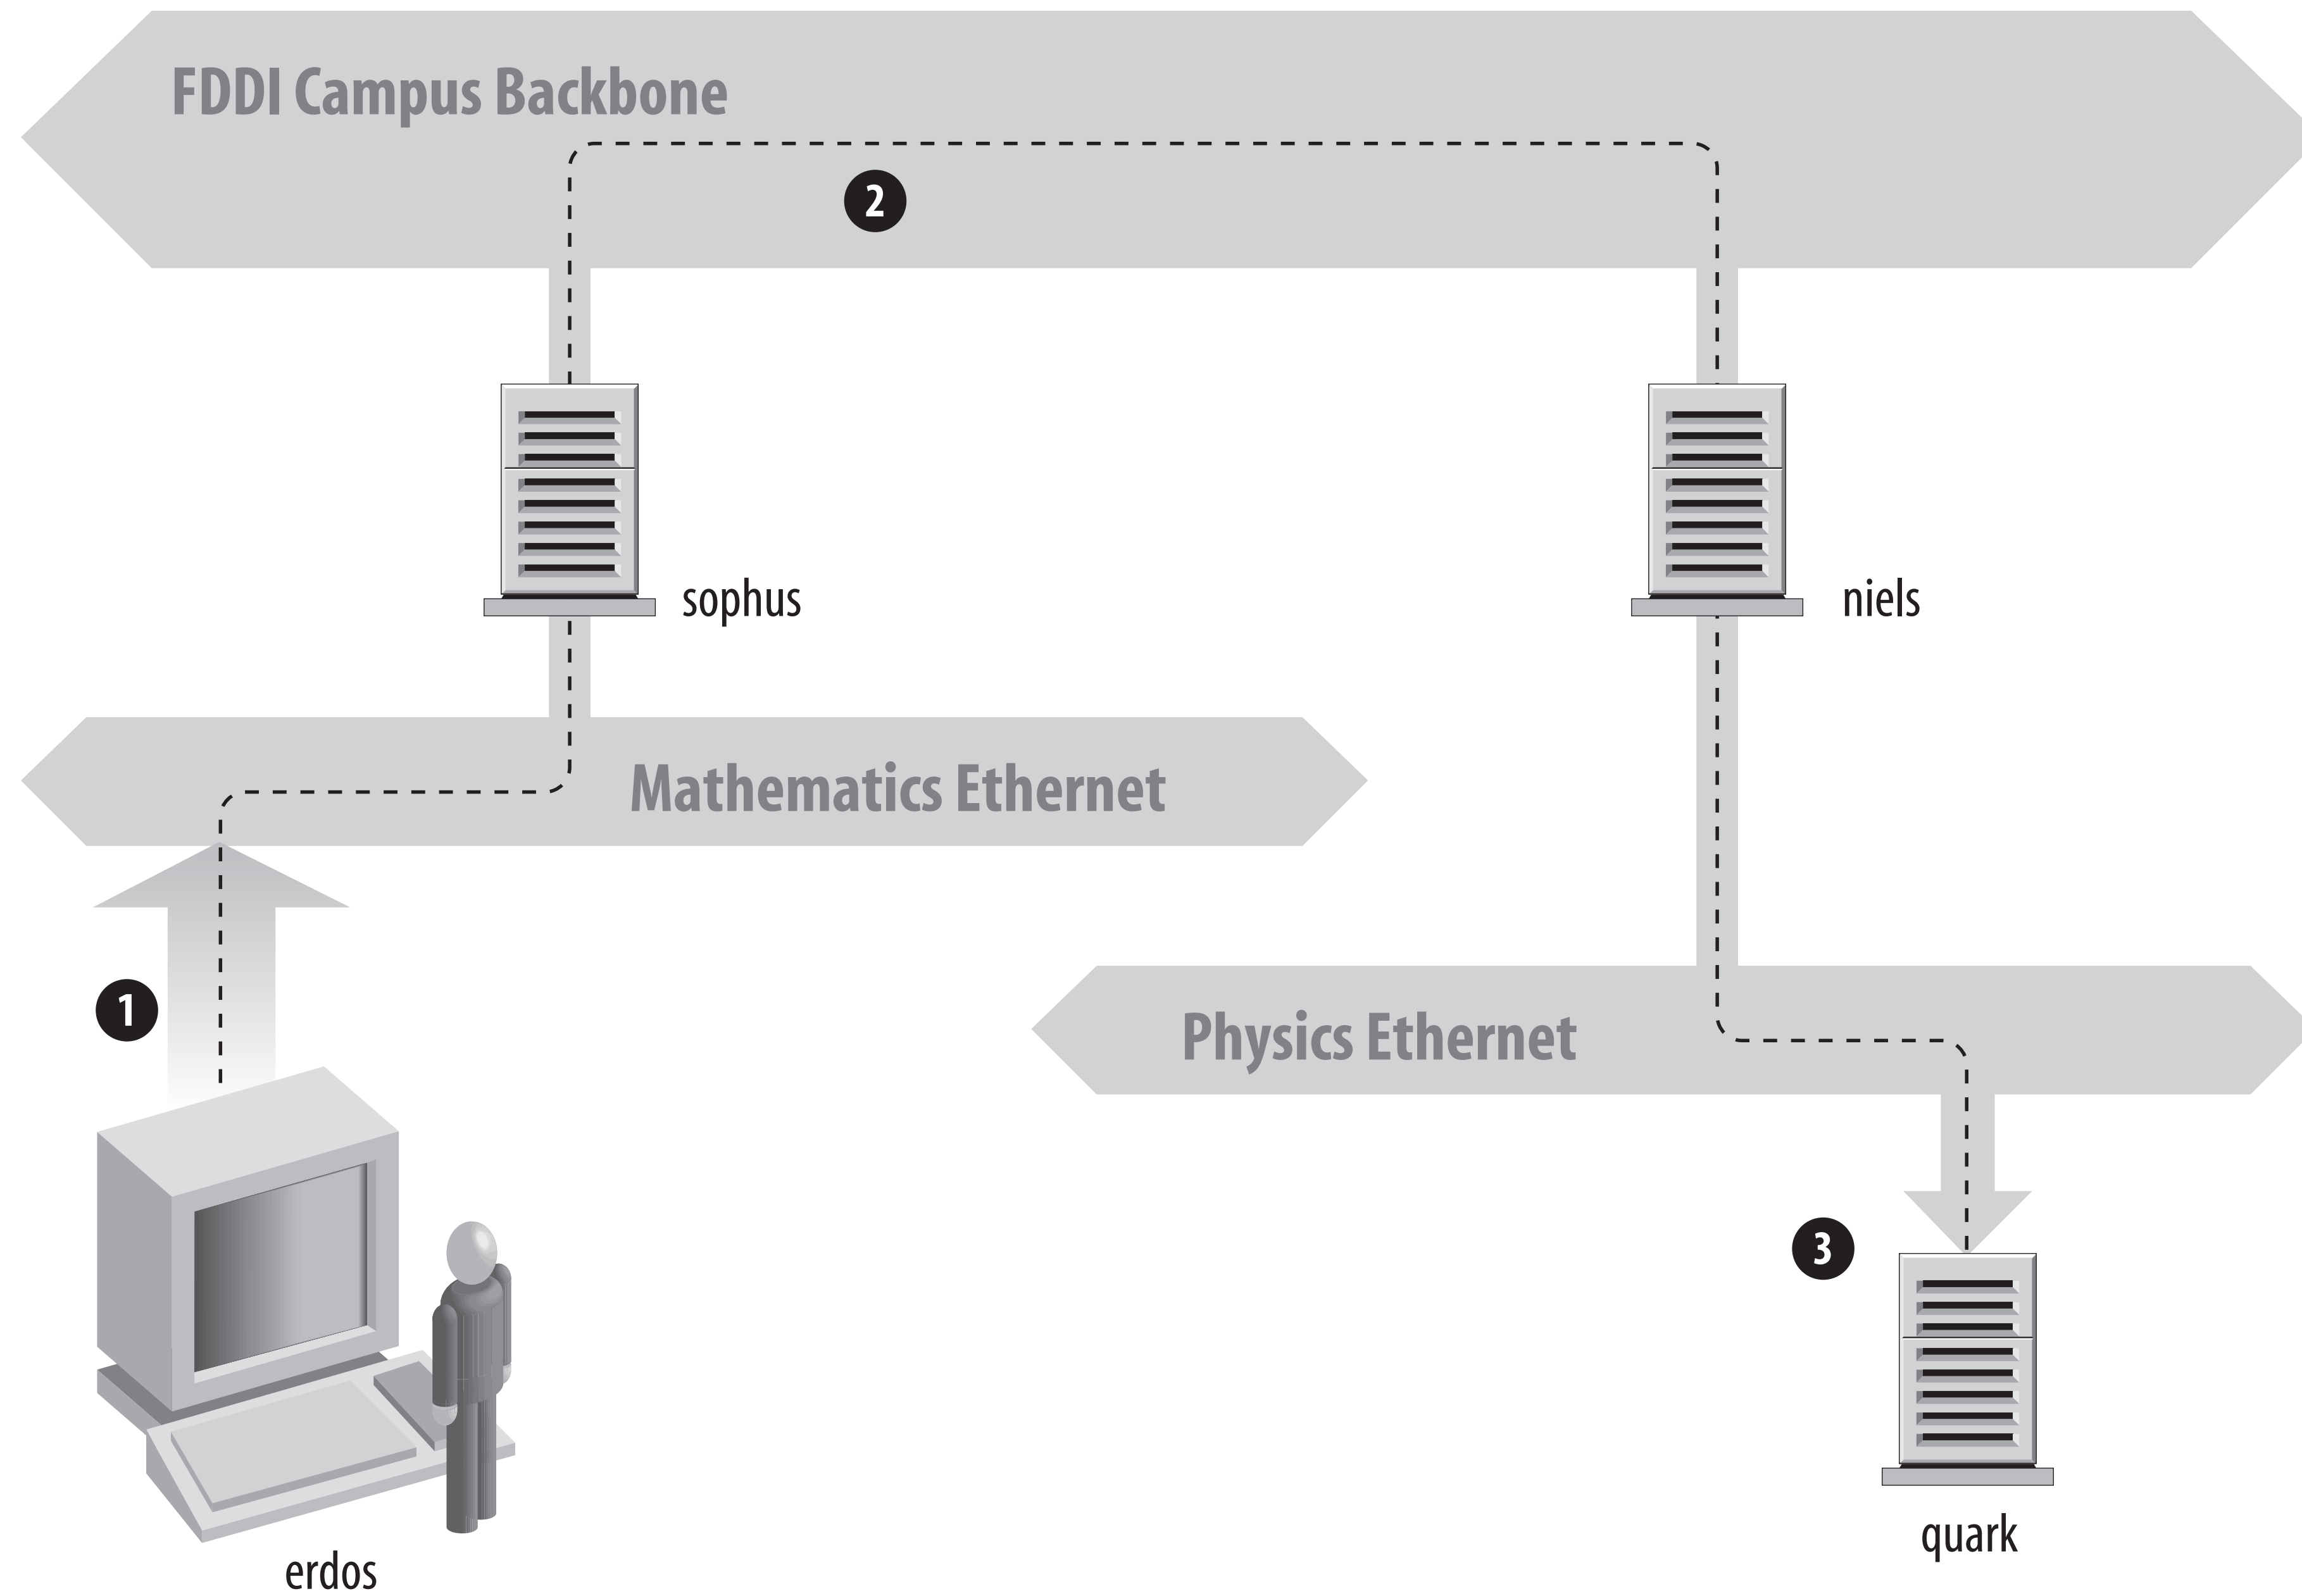 FDDI Campus Backbone
2
sophus
niels
Mathematics Ethernet
1
Physics Ethernet
3
quark
erdos